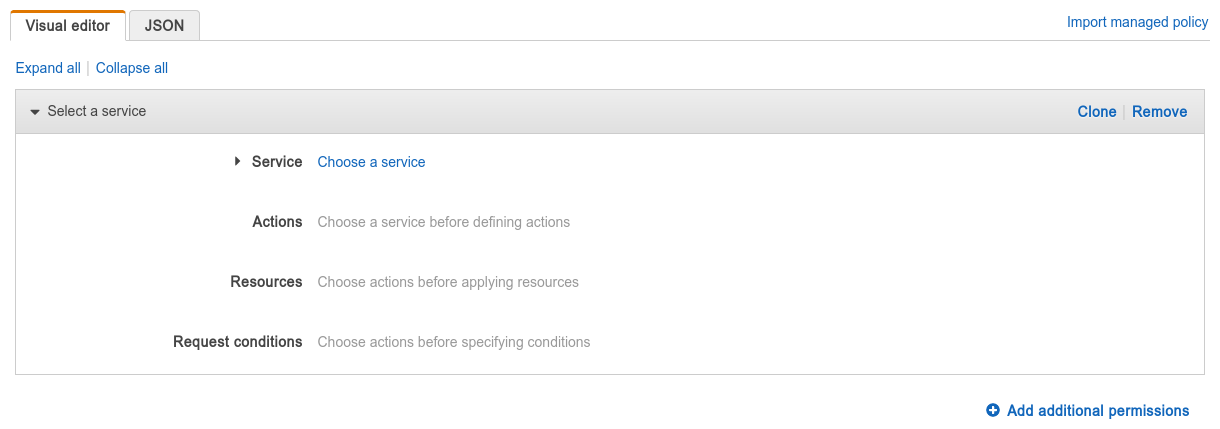 Visual editor JSON Import managed policy
Expand all | Collapse all
Select a service Clone | Remove
Service Choose a service
Actions Choose a service before defining actions
Resources Choose actions before applying resources
Request conditions Choose actions before specifying conditions
Add additional permissions